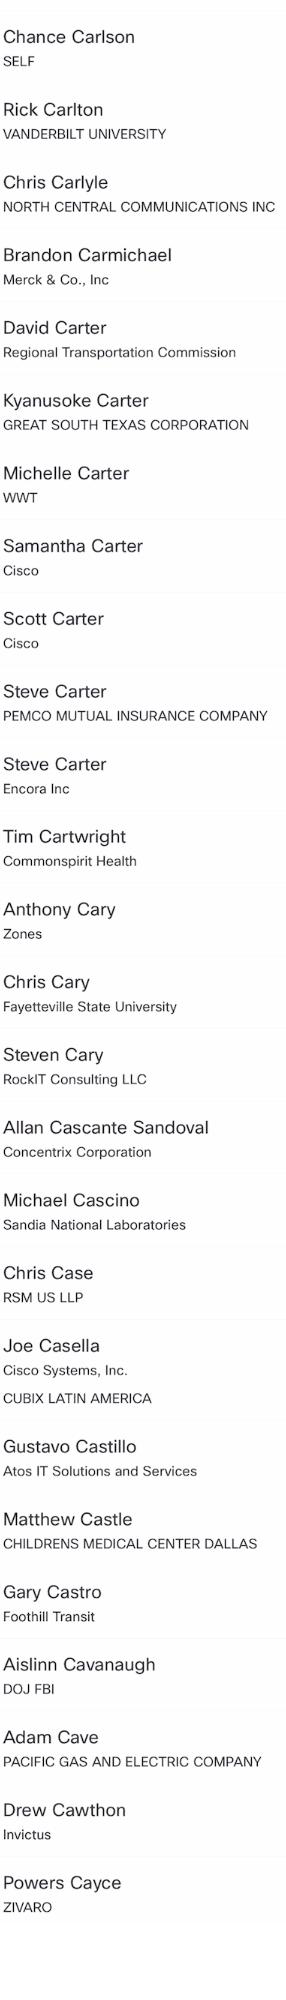 Chance Carlson
SELF
Rick Carlton
VANDERBILT UNIVERSITY
Chris Carlyle
NORTH CENTRAL COMMUNICATIONS INC
Brandon Carmichael
Merck & Co., Inc
David Carter
Regional Transportation Commission
Kyanusoke Carter
GREAT SOUTH TEXAS CORPORATION
Michelle Carter
WWT
Samantha Carter
Cisco
Scott Carter
Cisco
Steve Carter
PEMCO MUTUAL INSURANCE COMPANY
Steve Carter
Encora Inc
Tim Cartwright
Commonspirit Health
Anthony Cary
Zones
Chris Cary
Fayetteville State University
Steven Cary
RockIT Consulting LLC
Allan Cascante Sandoval
Concentrix Corporation
Michael Cascino
Sandia National Laboratories
Chris Case
RSM US LLP
Joe Casella
Cisco Systems, Inc.
CUBIX LATIN AMERICA
Gustavo Castillo
Atos IT Solutions and Services
Matthew Castle
CHILDRENS MEDICAL CENTER DALLAS
Gary Castro
Foothill Transit
Aislinn Cavanaugh
DOJ FBI
Adam Cave
PACIFIC GAS AND ELECTRIC COMPANY
Drew Cawthon
Invictus
Powers Cayce
ZIVARO